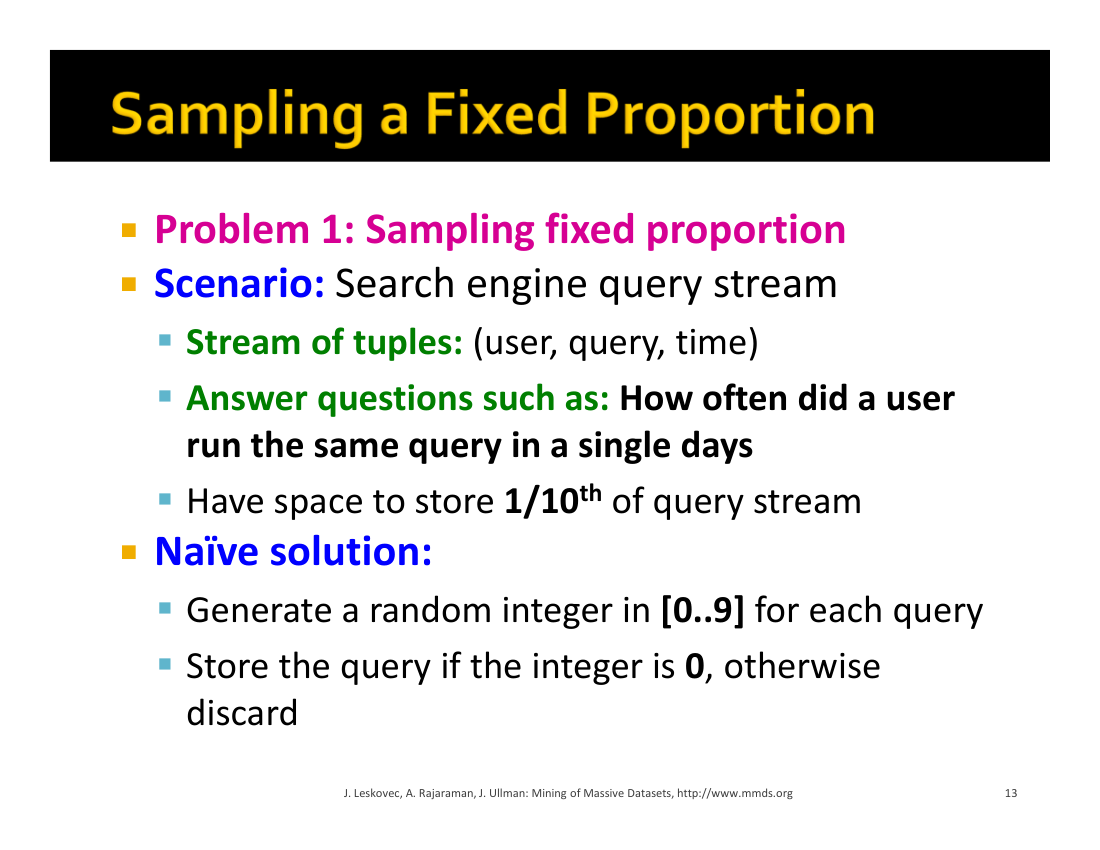 Sampling a Fixed Proportion
Problem 1: Sampling fixed proportion
Scenario: Search engine query stream
Stream of tuples: (user, query, time)
Answer questions such as: How often did a user
run the same query in a single days
Have space to store 1/10th of query stream
Naïve solution:
Generate a random integer in [0..9] for each query
Store the query if the integer is 0, otherwise
discard
J. Leskovec, A. Rajaraman, J. Ullman: Mining of Massive Datasets, http://www.mmds.org
13